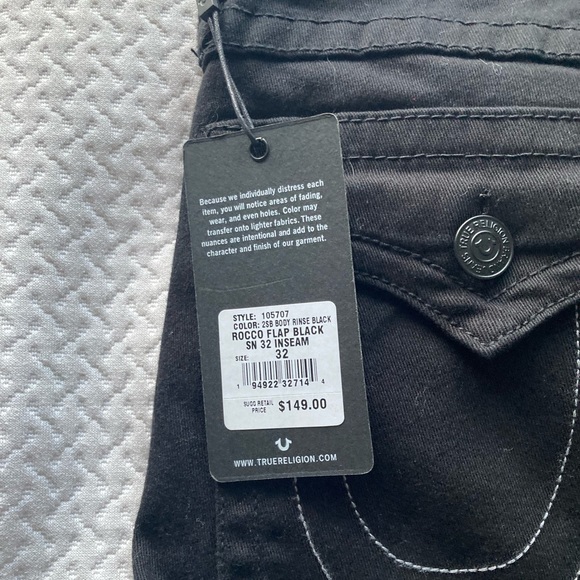 Because we individually distress each
item, you will notice areas of fading,
wear, and even holes. Color may
transfer onto lighter fabrics. These
nuances are intentional and add to the
character and finish of our garment.
STYLE: 105707
COLOR: 2SB BODY RINSE BLACK
ROCCO FLAP BLACK
SN 32 INSEAM
SIZE: 32
1 94922 32714 4
SUGG RETAIL
PRICE $149.00
WWW.TRUERELIGION.COM
TRUE RELIGION